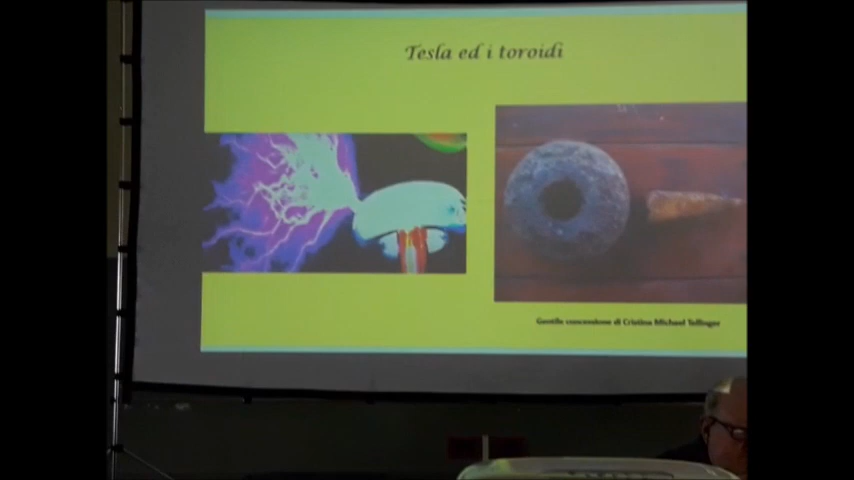 Tesla ed i toroidi
Gentile concessione di Cristina Michael Tellinger